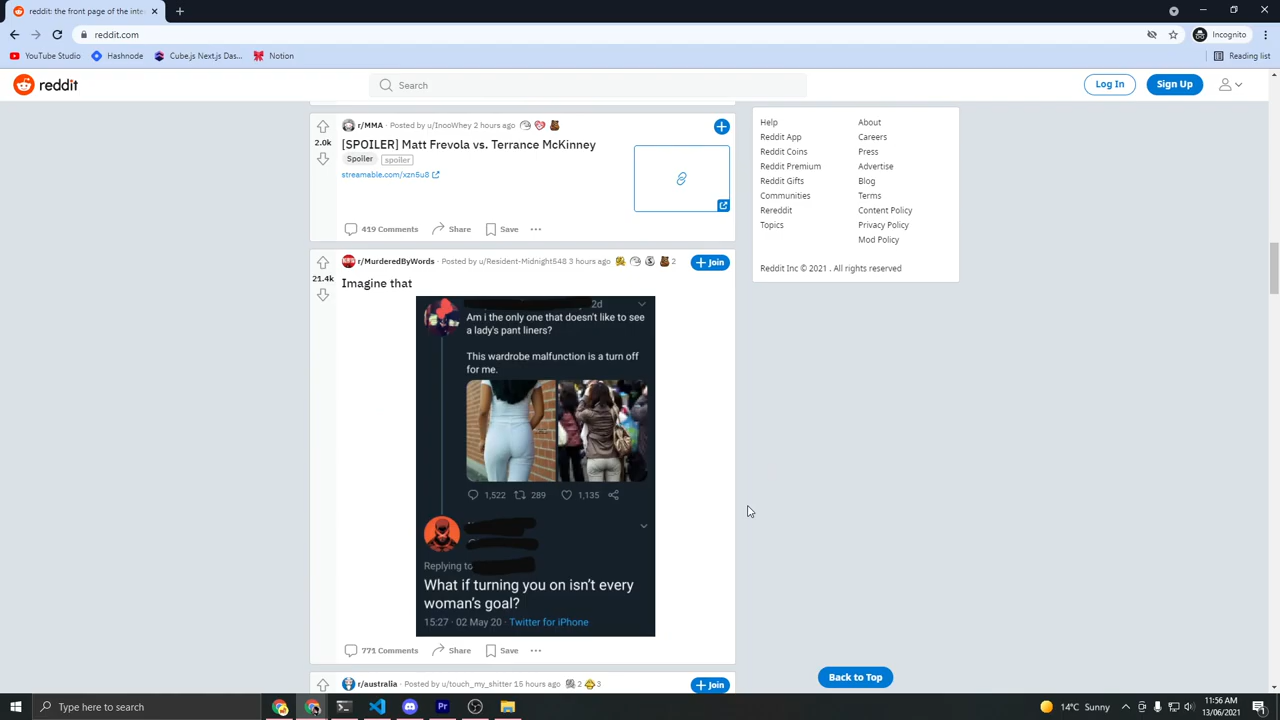 reddit: the front page of the inte
reddit.com
Incognito
YouTube Studio
Hashnode
Cube.js Next.js Das...
Notion
Reading list
reddit
Search
Log In
Sign Up
r/MMA · Posted by u/InooWhey 2 hours ago
2.0k
[SPOILER] Matt Frevola vs. Terrance McKinney
Spoiler spoiler
streamable.com/xzn5u8
419 Comments Share Save
r/MurderedByWords · Posted by u/Resident-Midnight548 3 hours ago 2
Join
21.4k
Imagine that
2d
Am i the only one that doesn't like to see
a lady's pant liners?
This wardrobe malfunction is a turn off
for me.
1,522 289 1,135
Replying to
What if turning you on isn't every
woman's goal?
15:27 · 02 May 20 · Twitter for iPhone
771 Comments Share Save
r/australia · Posted by u/touch_my_shitter 15 hours ago 2 3
Join
Help About
Reddit App Careers
Reddit Coins Press
Reddit Premium Advertise
Reddit Gifts Blog
Communities Terms
Rereddit Content Policy
Topics Privacy Policy
Mod Policy
Reddit Inc © 2021 . All rights reserved
Back to Top
Type here to search
14°C Sunny
11:56 AM
13/06/2021